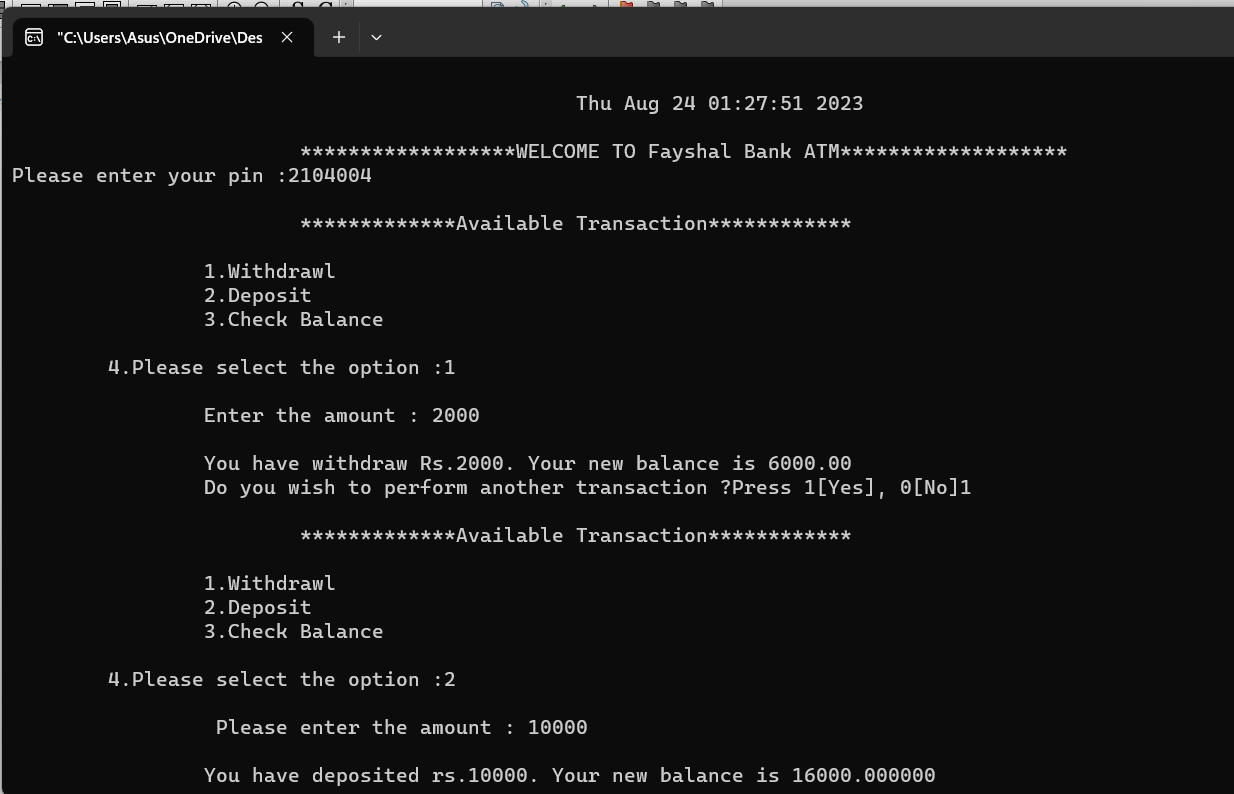 "C:\Users\Asus\OneDrive\Des
Thu Aug 24 01:27:51 2023
******************WELCOME TO Fayshal Bank ATM*******************
Please enter your pin :2104004
*************Available Transaction************
1.Withdrawl
2.Deposit
3.Check Balance
4.Please select the option :1
Enter the amount : 2000
You have withdraw Rs.2000. Your new balance is 6000.00
Do you wish to perform another transaction ?Press 1[Yes], 0[No]1
*************Available Transaction************
1.Withdrawl
2.Deposit
3.Check Balance
4.Please select the option :2
Please enter the amount : 10000
You have deposited rs.10000. Your new balance is 16000.000000